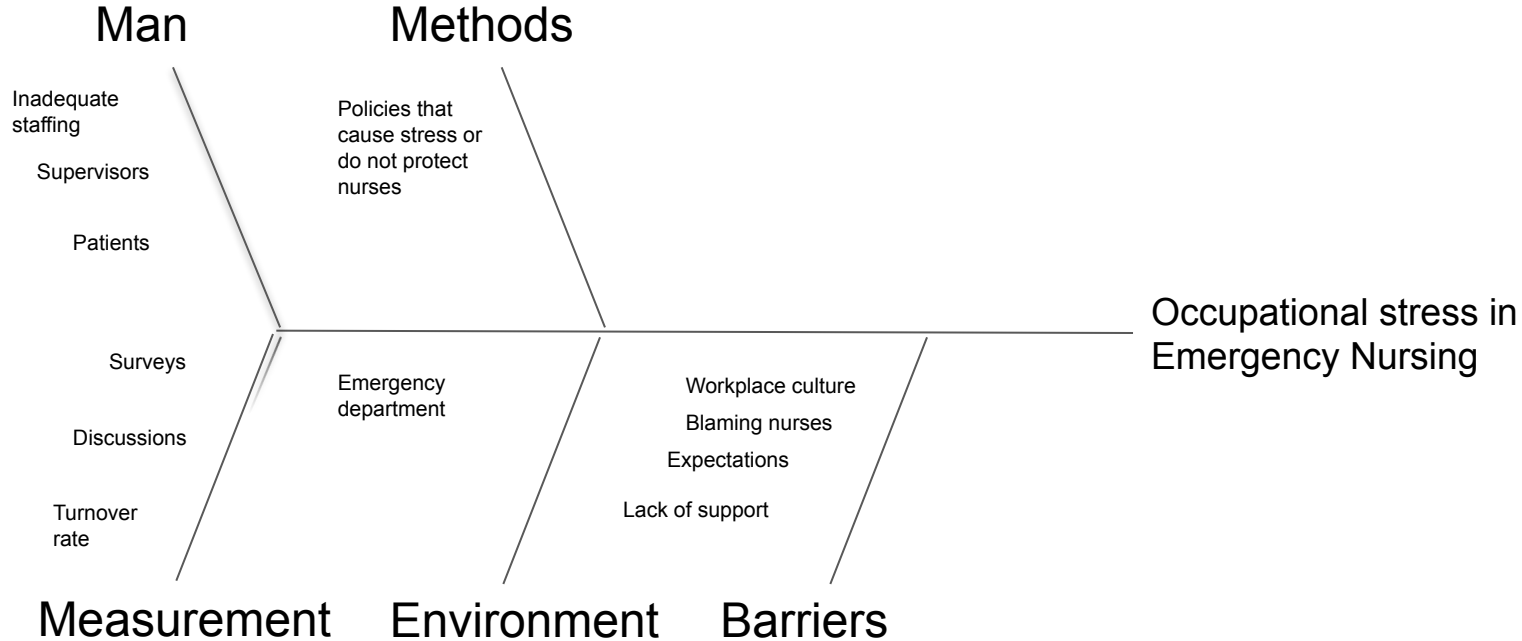 Man
Methods
Inadequate
staffing
Supervisors
Patients
Policies that
cause stress or
do not protect
nurses
Occupational stress in
Emergency Nursing
Surveys
Discussions
Turnover
rate
Emergency
department
Workplace culture
Blaming nurses
Expectations
Lack of support
Measurement
Environment
Barriers